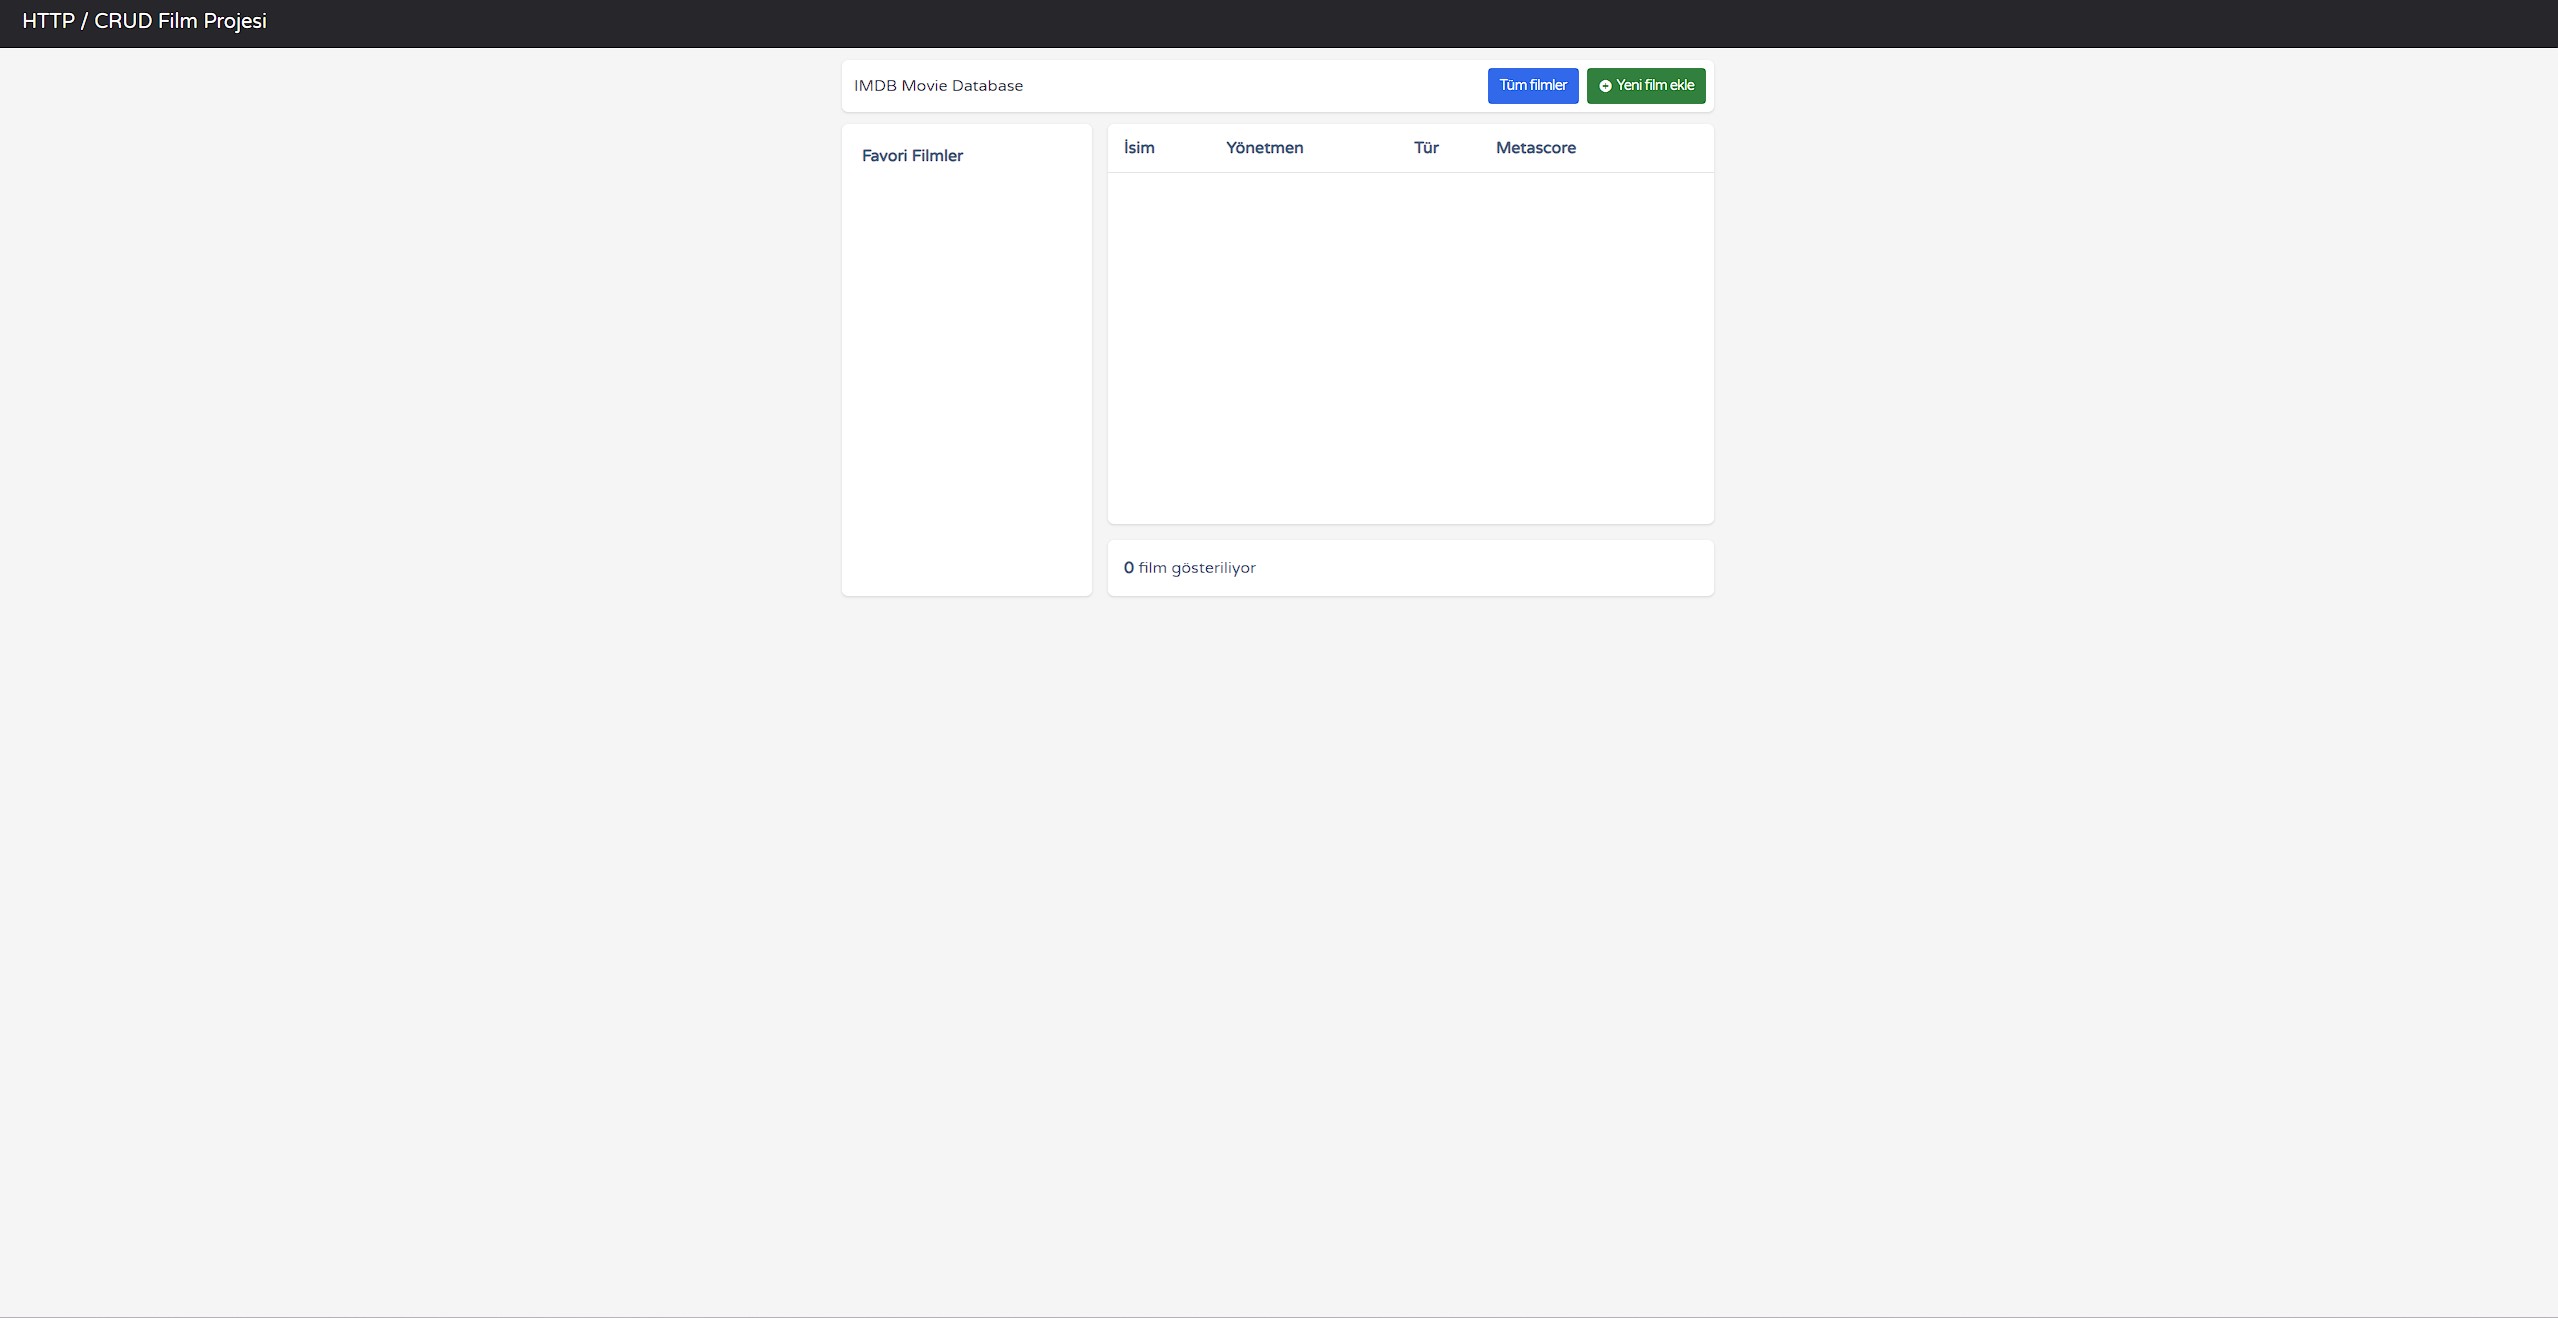 HTTP / CRUD Film Projesi
IMDB Movie Database
Tüm filmler
Yeni film ekle
Favori Filmler
İsim Yönetmen Tür Metascore
0 film gösteriliyor